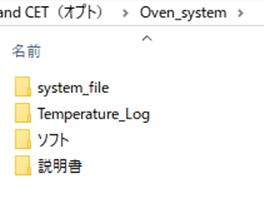 and CET（オプト） > Oven_system >
名前
system_file
Temperature_Log
ソフト
説明書